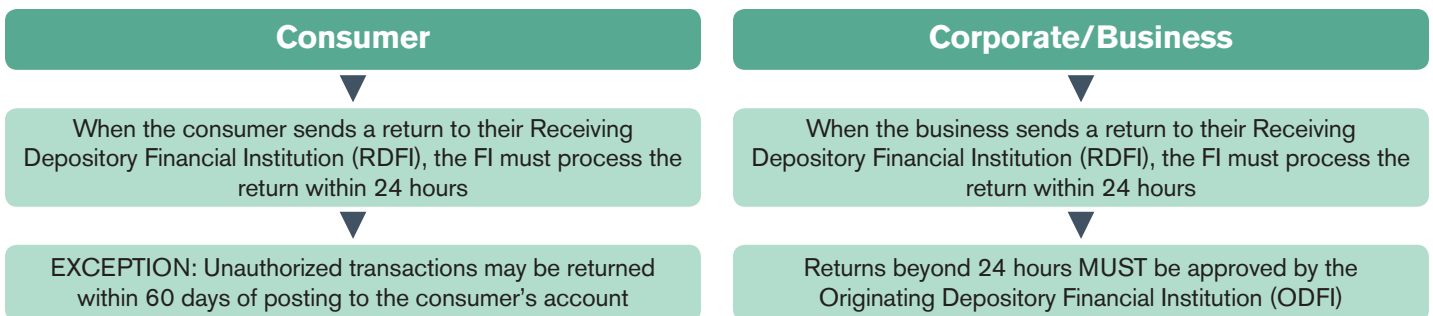 Consumer
When the consumer sends a return to their Receiving
Depository Financial Institution (RDFI), the FI must process the
return within 24 hours
EXCEPTION: Unauthorized transactions may be returned
within 60 days of posting to the consumer's account
Corporate/Business
When the business sends a return to their Receiving
Depository Financial Institution (RDFI), the FI must process the
return within 24 hours
Returns beyond 24 hours MUST be approved by the
Originating Depository Financial Institution (ODFI)